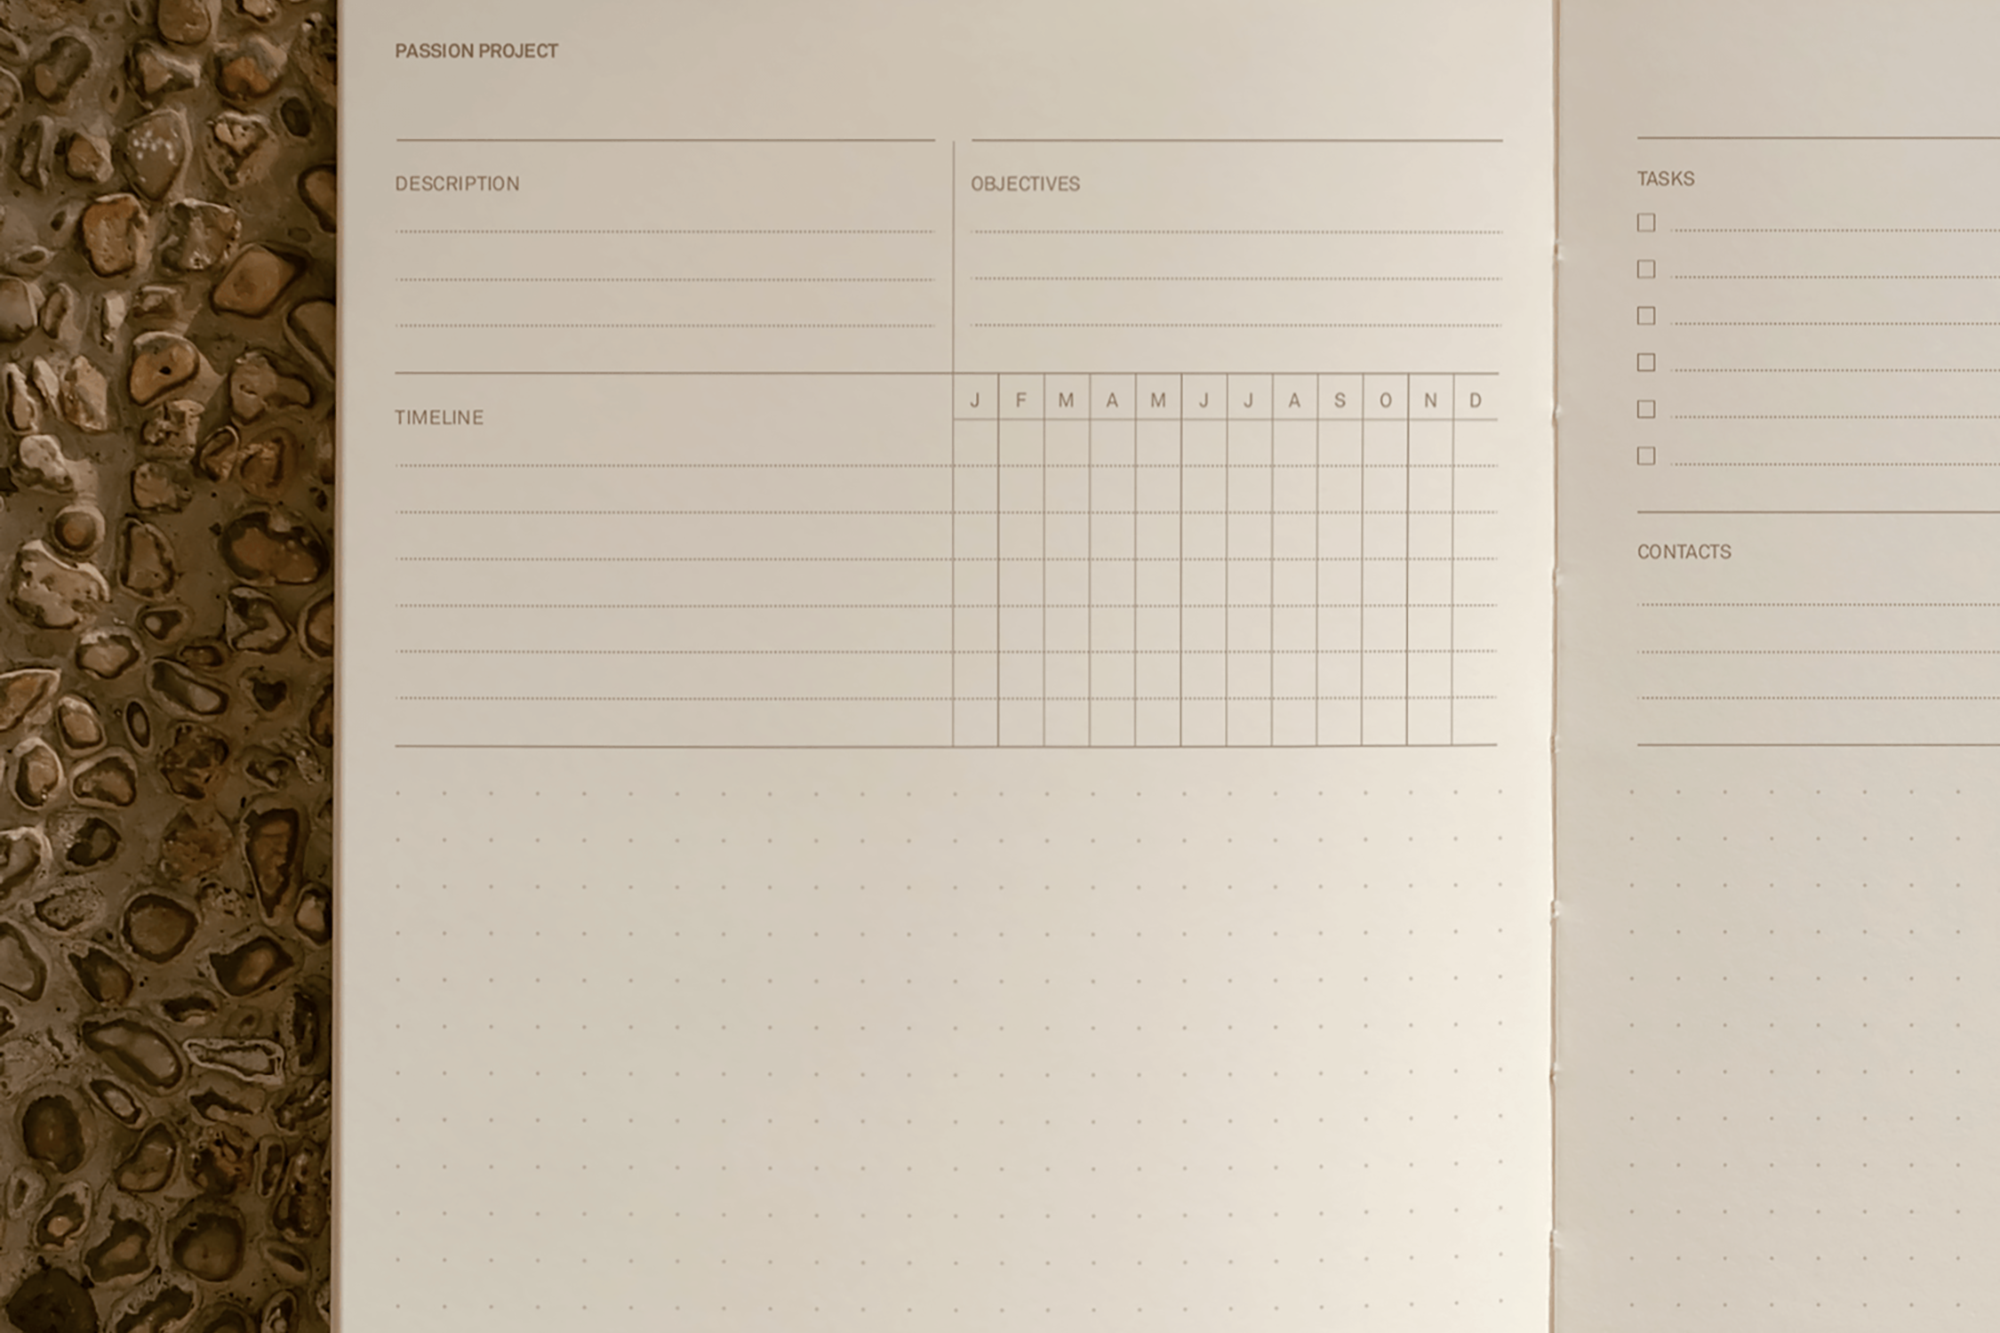 PASSION PROJECT
DESCRIPTION
OBJECTIVES
TIMELINE
J F M A M J J A S O N D
TASKS
CONTACTS